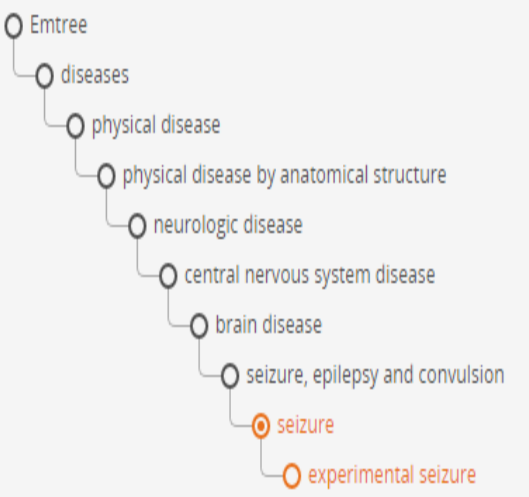 Emtree
diseases
physical disease
physical disease by anatomical structure
neurologic disease
central nervous system disease
brain disease
seizure, epilepsy and convulsion
seizure
experimental seizure